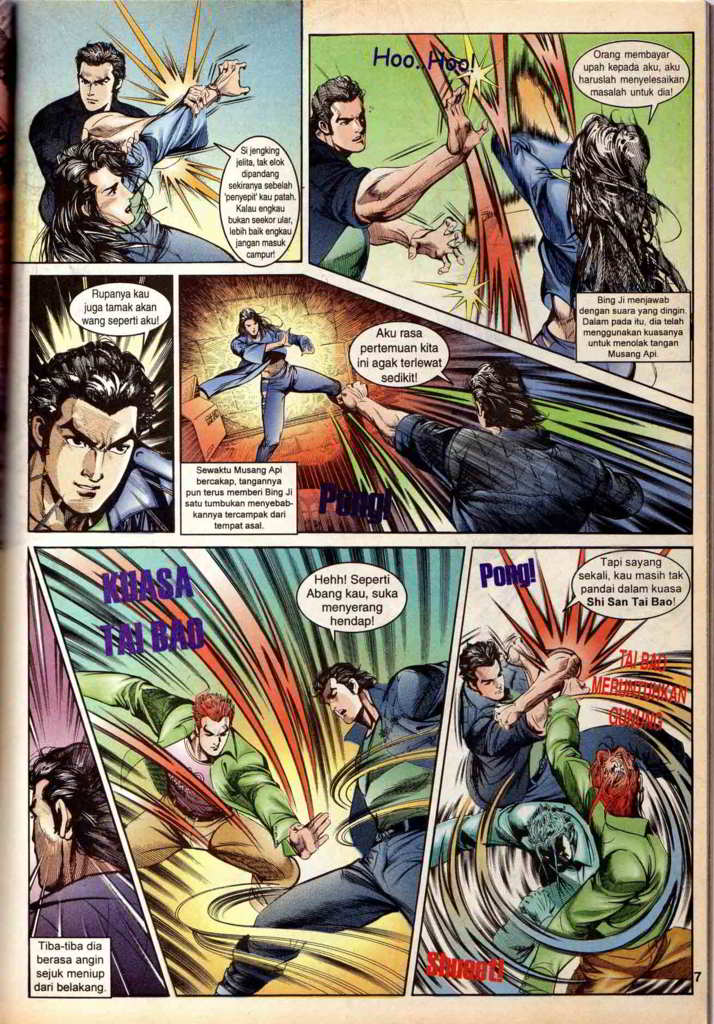 Si jengking
jelita, tak elok
dipandang
sekiranya sebelah
'penyepit' kau patah.
Kalau engkau
bukan seekor ular,
lebih baik engkau
jangan masuk
campur!
Hoo..Hoo!
Orang membayar
upah kepada aku, aku
haruslah menyelesaikan
masalah untuk dia!
Bing Ji menjawab
dengan suara yang dingin.
Dalam pada itu, dia telah
menggunakan kuasanya
untuk menolak tangan
Musang Api.
Rupanya kau
juga tamak akan
wang seperti aku!
Aku rasa
pertemuan kita
ini agak terlewat
sedikit!
Sewaktu Musang Api
bercakap, tangannya
pun terus memberi Bing Ji
satu tumbukan menyebab-
kannya tercampak dari
tempat asal.
Pong!
Tiba-tiba dia
berasa angin
sejuk meniup
dari belakang.
KUASA
TAI BAO
Hehh! Seperti
Abang kau, suka
menyerang
hendap!
Pong!
Tapi sayang
sekali, kau masih tak
pandai dalam kuasa
Shi San Tai Bao!
TAI BAO
MERUNTUHKAN
GUNUNG
7